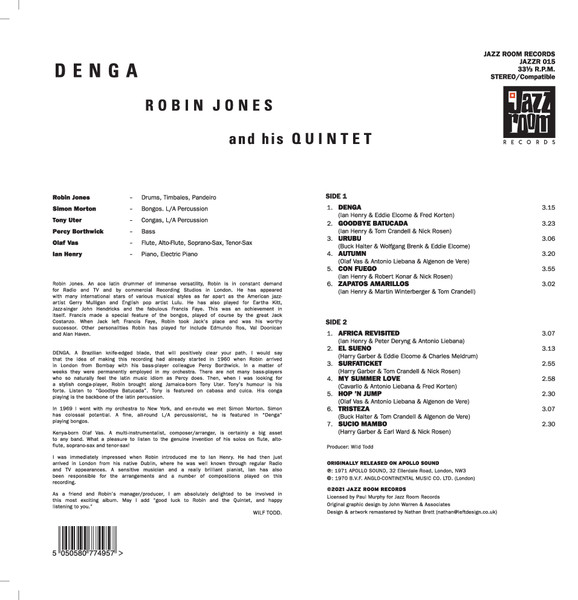 JAZZ ROOM RECORDS
JAZZR 015
33⅓ R.P.M.
STEREO/Compatible
Jazz
room
RECORDS
DENGA
ROBIN JONES
and his QUINTET
Robin Jones – Drums, Timbales, Pandeiro
Simon Morton – Bongos. L/A Percussion
Tony Uter – Congas, L/A Percussion
Percy Borthwick – Bass
Olaf Vas – Flute, Alto-Flute, Soprano-Sax, Tenor-Sax
Ian Henry – Piano, Electric Piano
Robin Jones. An ace latin drummer of immense versatility, Robin is in constant demand
for Radio and TV and by commercial Recording Studios in London. He has appeared
with many international stars of various musical styles as far apart as the American jazz-
artist Gerry Mulligan and English pop artist Lulu. He has also played for Eartha Kitt,
Jazz-singer John Hendricks and the fabulous Francis Faye. This was an achievement in
itself. Francis made a special feature of the bongos, played of course by the great Jack
Costanzo. When Jack left Francis Faye, Robin took Jack's place and was his worthy
successor. Other personalities Robin has played for include Edmundo Ros, Val Doonican
and Alan Haven.
DENGA. A Brazilian knife-edged blade, that will positively clear your path. I would say
that the idea of making this recording had already started in 1960 when Robin arrived
in London from Bombay with his bass-player colleague Percy Borthwick. In a matter of
weeks they were permanently employed in my orchestra. There are not many bass-players
who so naturally feel the latin music idiom as Percy does. Then, when I was looking for
a stylish conga-player, Robin brought along Jamaica-born Tony Uter. Tony's humour is his
forte. Listen to "Goodbye Batucada". Tony is featured on cabasa and cuica. His conga
playing is the backbone of the latin percussion.
In 1969 I went with my orchestra to New York, and en-route we met Simon Morton. Simon
has colossal potential. A fine, all-round L/A percussionist, he is featured in "Denga"
playing bongos.
Kenya-born Olaf Vas. A multi-instrumentalist, composer/arranger, is certainly a big asset
to any band. What a pleasure to listen to the genuine invention of his solos on flute, alto-
flute, soprano-sax and tenor-sax!
I was immediately impressed when Robin introduced me to Ian Henry. He had then just
arrived in London from his native Dublin, where he was well known through regular Radio
and TV appearances. A sensitive musician and a really brilliant pianist, Ian has also
been responsible for the arrangements and a number of compositions played on this
recording.
As a friend and Robin's manager/producer, I am absolutely delighted to be involved in
this most exciting album. May I add "good luck to Robin and the Quintet, and happy
listening to you."
WILF TODD.
5 050580 774957 >
SIDE 1
1. DENGA 3.15
(Ian Henry & Eddie Elcome & Fred Korten)
2. GOODBYE BATUCADA 3.23
(Ian Henry & Tom Crandell & Nick Rosen)
3. URUBU 3.06
(Buck Halter & Wolfgang Brenk & Eddie Elcome)
4. AUTUMN 3.20
(Olaf Vas & Antonio Liebana & Algenon de Vere)
5. CON FUEGO 3.55
(Ian Henry & Robert Konar & Nick Rosen)
6. ZAPATOS AMARILLOS 3.02
(Ian Henry & Martin Winterberger & Tom Crandell)
SIDE 2
1. AFRICA REVISITED 3.07
(Ian Henry & Peter Deryng & Antonio Liebana)
2. EL SUENO 3.13
(Harry Garber & Eddie Elcome & Charles Meldrum)
3. SURFATICKET 2.55
(Harry Garber & Tom Crandell & Nick Rosen)
4. MY SUMMER LOVE 2.58
(Cavarlio & Antonio Liebana & Fred Korten)
5. HOP 'N JUMP 2.30
(Olaf Vas & Antonio Liebana & Algenon de Vere)
6. TRISTEZA 3.07
(Buck Halter & Tom Crandell & Algenon de Vere)
7. SUCIO MAMBO 2.30
(Harry Garber & Earl Ward & Nick Rosen)
Producer: Wild Todd
ORIGINALLY RELEASED ON APOLLO SOUND
℗: 1971 APOLLO SOUND, 32 Ellerdale Road, London, NW3
©: 1970 B.V.F. ANGLO-CONTINENTAL MUSIC CO. LTD. (London)
©2021 JAZZ ROOM RECORDS
Licensed by Paul Murphy for Jazz Room Records
Original graphic design by John Warren & Associates
Design & artwork remastered by Nathan Brett (nathan@leftdesign.co.uk)